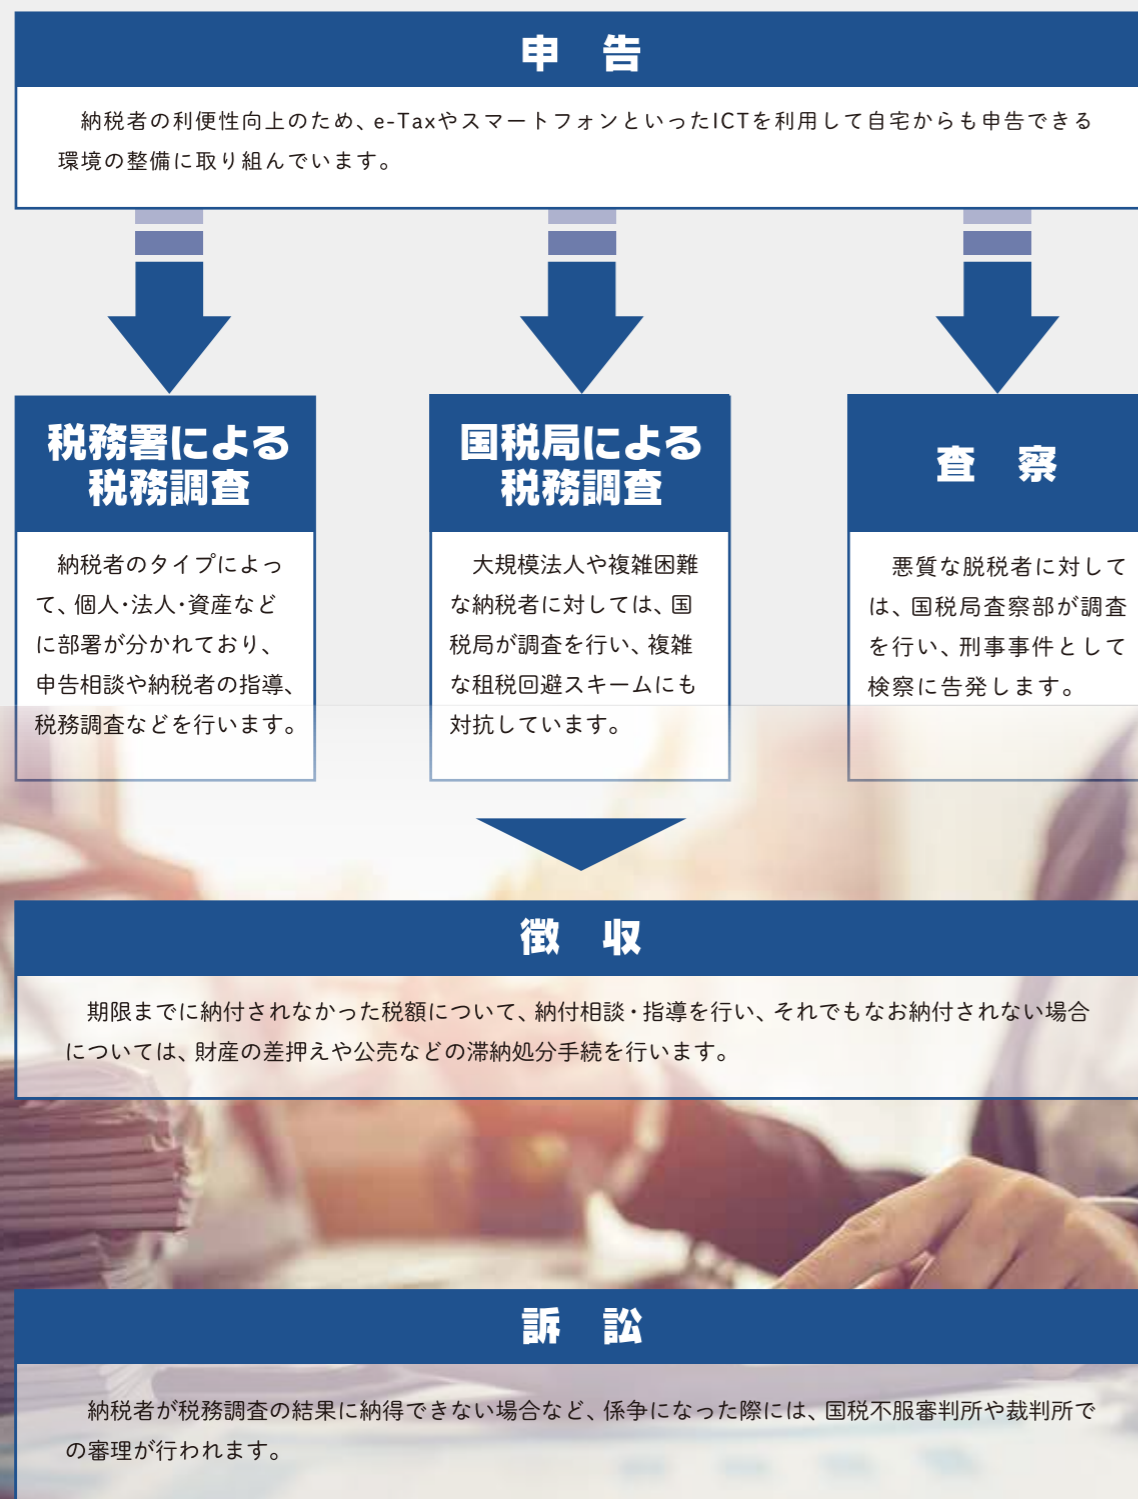 申　告
納税者の利便性向上のため、e-TaxやスマートフォンといったICTを利用して自宅からも申告できる
環境の整備に取り組んでいます。
税務署による
税務調査
納税者のタイプによっ
て、個人・法人・資産など
に部署が分かれており、
申告相談や納税者の指導、
税務調査などを行います。
国税局による
税務調査
大規模法人や複雑困難
な納税者に対しては、国
税局が調査を行い、複雑
な租税回避スキームにも
対抗しています。
査　察
悪質な脱税者に対して
は、国税局査察部が調査
を行い、刑事事件として
検察に告発します。
徴　収
期限までに納付されなかった税額について、納付相談・指導を行い、それでもなお納付されない場合
については、財産の差押えや公売などの滞納処分手続を行います。
訴　訟
納税者が税務調査の結果に納得できない場合など、係争になった際には、国税不服審判所や裁判所で
の審理が行われます。